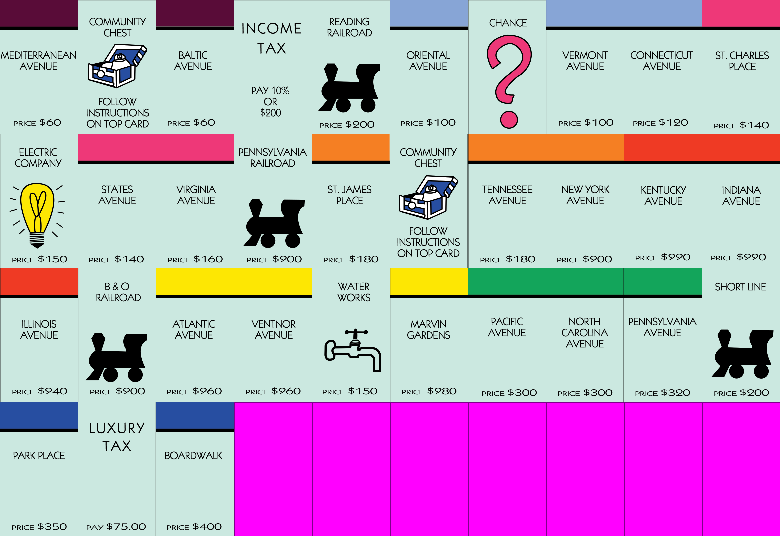 MEDITERRANEAN
AVENUE
PRICE $60
COMMUNITY
CHEST
FOLLOW
INSTRUCTIONS
ON TOP CARD
BALTIC
AVENUE
PRICE $60
INCOME
TAX
PAY 10%
OR
$200
READING
RAILROAD
PRICE $200
ORIENTAL
AVENUE
PRICE $100
CHANCE
VERMONT
AVENUE
PRICE $100
CONNECTICUT
AVENUE
PRICE $120
ST. CHARLES
PLACE
PRICE $140
ELECTRIC
COMPANY
PRICE $150
STATES
AVENUE
PRICE $140
VIRGINIA
AVENUE
PRICE $160
PENNSYLVANIA
RAILROAD
PRICE $200
ST. JAMES
PLACE
PRICE $180
COMMUNITY
CHEST
FOLLOW
INSTRUCTIONS
ON TOP CARD
TENNESSEE
AVENUE
PRICE $180
NEW YORK
AVENUE
PRICE $200
KENTUCKY
AVENUE
PRICE $220
INDIANA
AVENUE
PRICE $220
ILLINOIS
AVENUE
PRICE $240
B & O
RAILROAD
PRICE $200
ATLANTIC
AVENUE
PRICE $260
VENTNOR
AVENUE
PRICE $260
WATER
WORKS
PRICE $150
MARVIN
GARDENS
PRICE $280
PACIFIC
AVENUE
PRICE $300
NORTH
CAROLINA
AVENUE
PRICE $300
PENNSYLVANIA
AVENUE
PRICE $320
SHORT LINE
PRICE $200
PARK PLACE
PRICE $350
LUXURY
TAX
PAY $75.00
BOARDWALK
PRICE $400